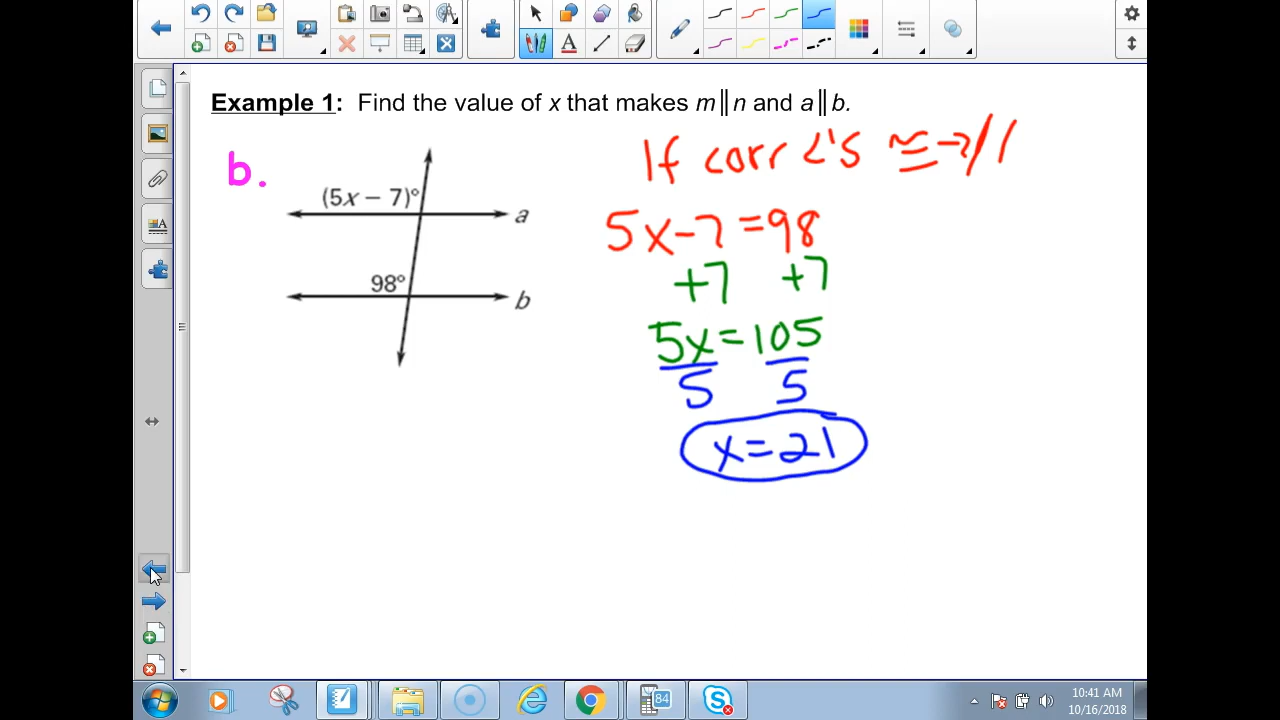 Example 1: Find the value of x that makes m || n and a || b.
b.
If corr ∠'s ≅→//
(5x − 7)°
a
5x-7=98
+7 +7
98°
b
5x=105
5 5
x=21
84
10:41 AM
10/16/2018